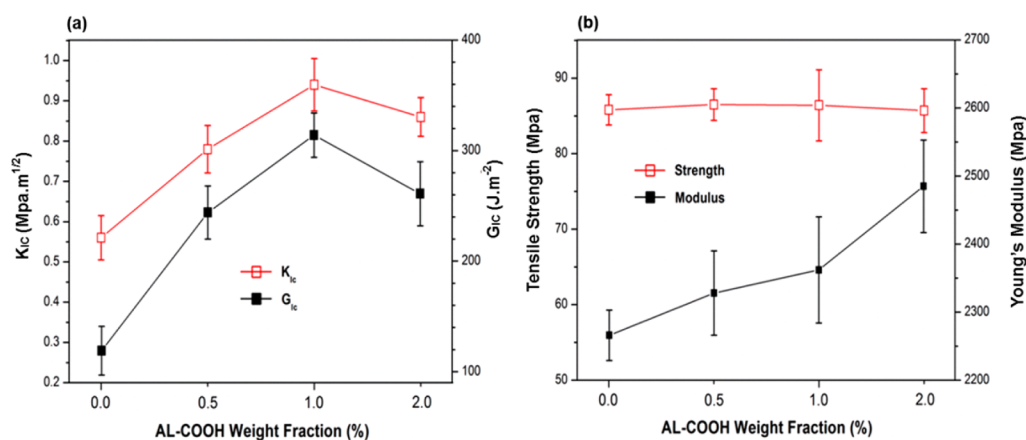 (a)
K_IC (Mpa.m^1/2)
1.0
0.9
0.8
0.7
0.6
0.5
0.4
0.3
0.2
400
300
200
100
G_IC (J.m^-2)
K_Ic
G_Ic
0.0 0.5 1.0 2.0
AL-COOH Weight Fraction (%)
(b)
Tensile Strength (Mpa)
90
80
70
60
50
2700
2600
2500
2400
2300
2200
Young's Modulus (Mpa)
Strength
Modulus
0.0 0.5 1.0 2.0
AL-COOH Weight Fraction (%)